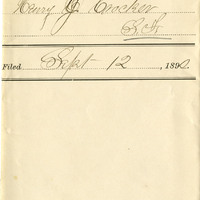 Henry J. Crocker
S.F.
Filed Sept 12, 1890.